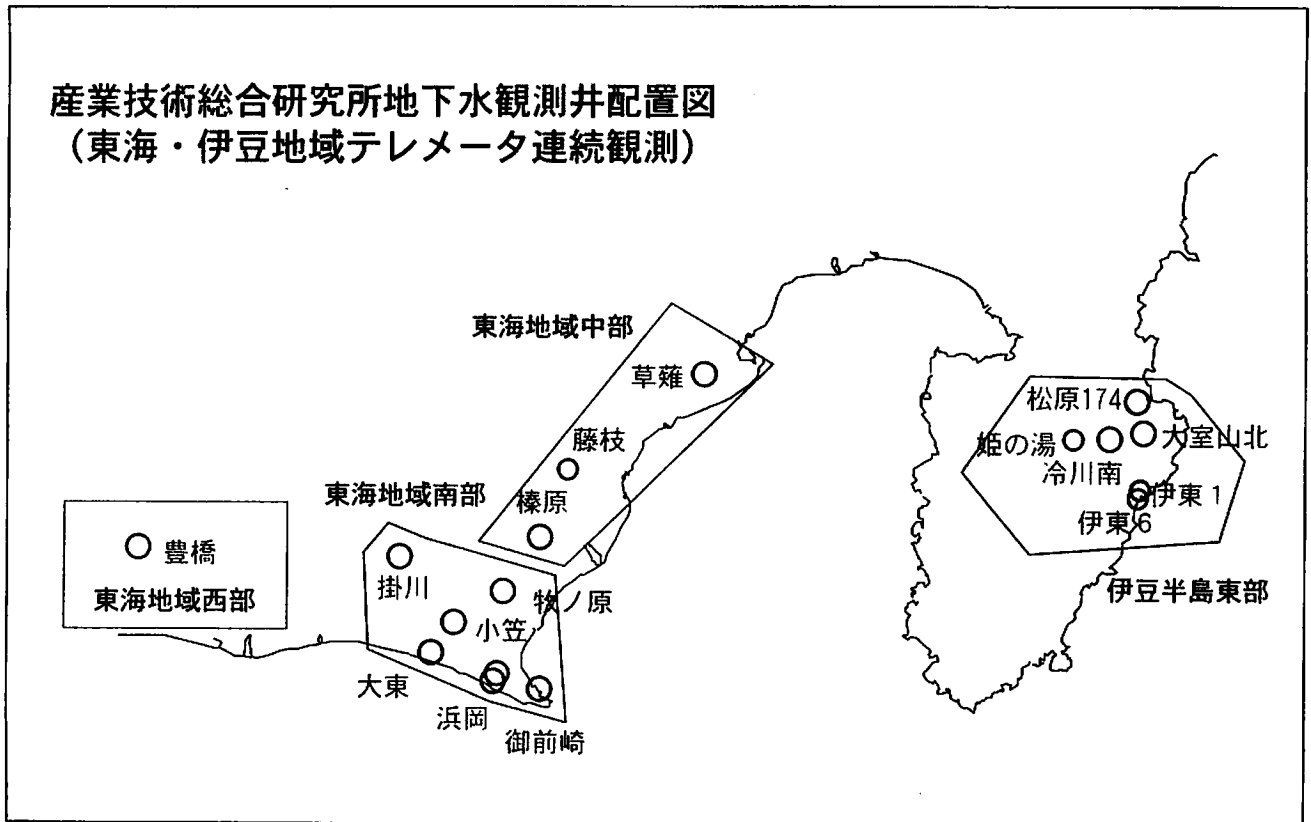 産業技術総合研究所地下水観測井配置図
（東海・伊豆地域テレメータ連続観測）
東海地域中部
草薙
藤枝
榛原
東海地域南部
掛川
牧ノ原
小笠
大東
浜岡
御前崎
豊橋
東海地域西部
松原174
姫の湯
大室山北
冷川南
伊東1
伊東6
伊豆半島東部